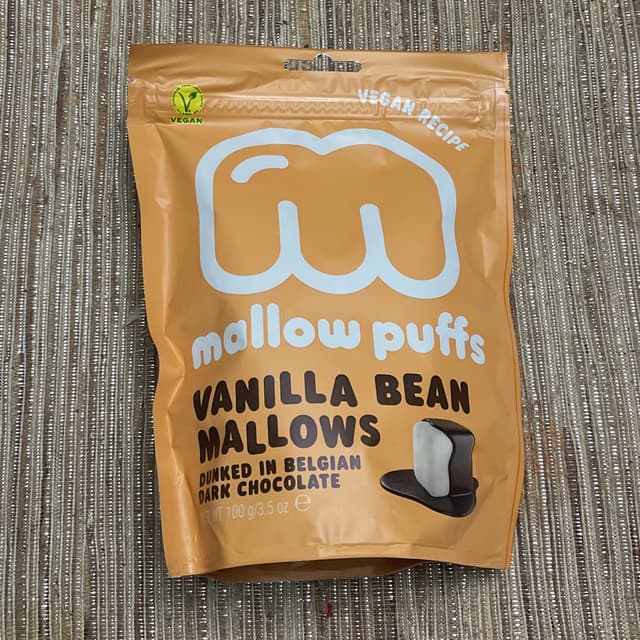 VEGAN
VEGAN RECIPE
m
mallow puffs
VANILLA BEAN
MALLOWS
DUNKED IN BELGIAN
DARK CHOCOLATE
100 g/3.5 oz ℮